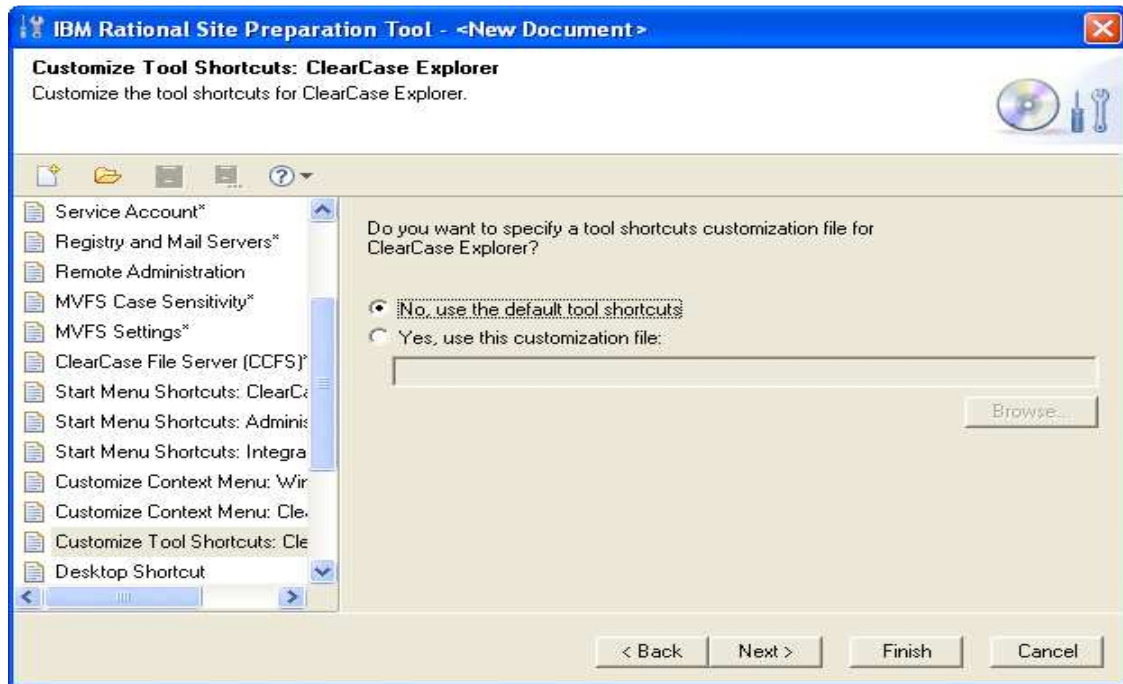 IBM Rational Site Preparation Tool - <New Document>
Customize Tool Shortcuts: ClearCase Explorer
Customize the tool shortcuts for ClearCase Explorer.
Service Account*
Registry and Mail Servers*
Remote Administration
MVFS Case Sensitivity*
MVFS Settings*
ClearCase File Server (CCFS)*
Start Menu Shortcuts: ClearCa
Start Menu Shortcuts: Adminis
Start Menu Shortcuts: Integra
Customize Context Menu: Wir
Customize Context Menu: Cle
Customize Tool Shortcuts: Cle
Desktop Shortcut
Do you want to specify a tool shortcuts customization file for
ClearCase Explorer?
No, use the default tool shortcuts
Yes, use this customization file:
Browse...
< Back
Next >
Finish
Cancel